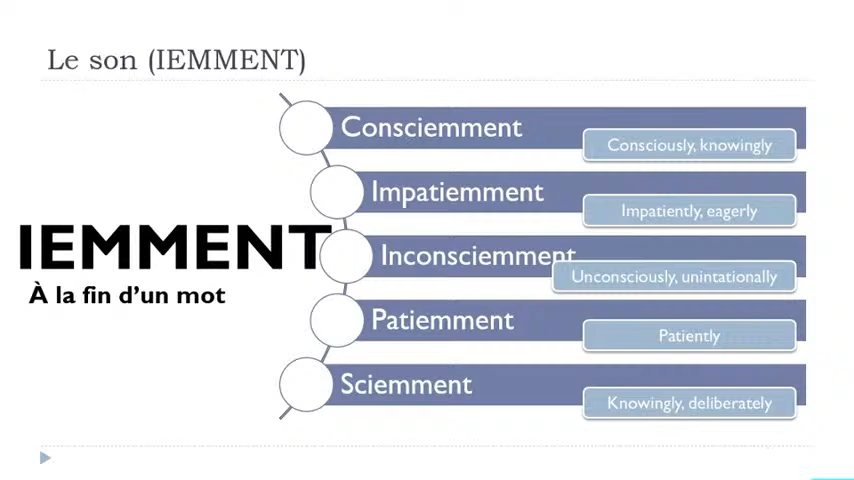 Le son (IEMMENT)
Consciemment
Consciously, knowingly
Impatiemment
Impatiently, eagerly
IEMMENT
À la fin d'un mot
Inconsciemment
Unconsciously, unintationally
Patiemment
Patiently
Sciemment
Knowingly, deliberately